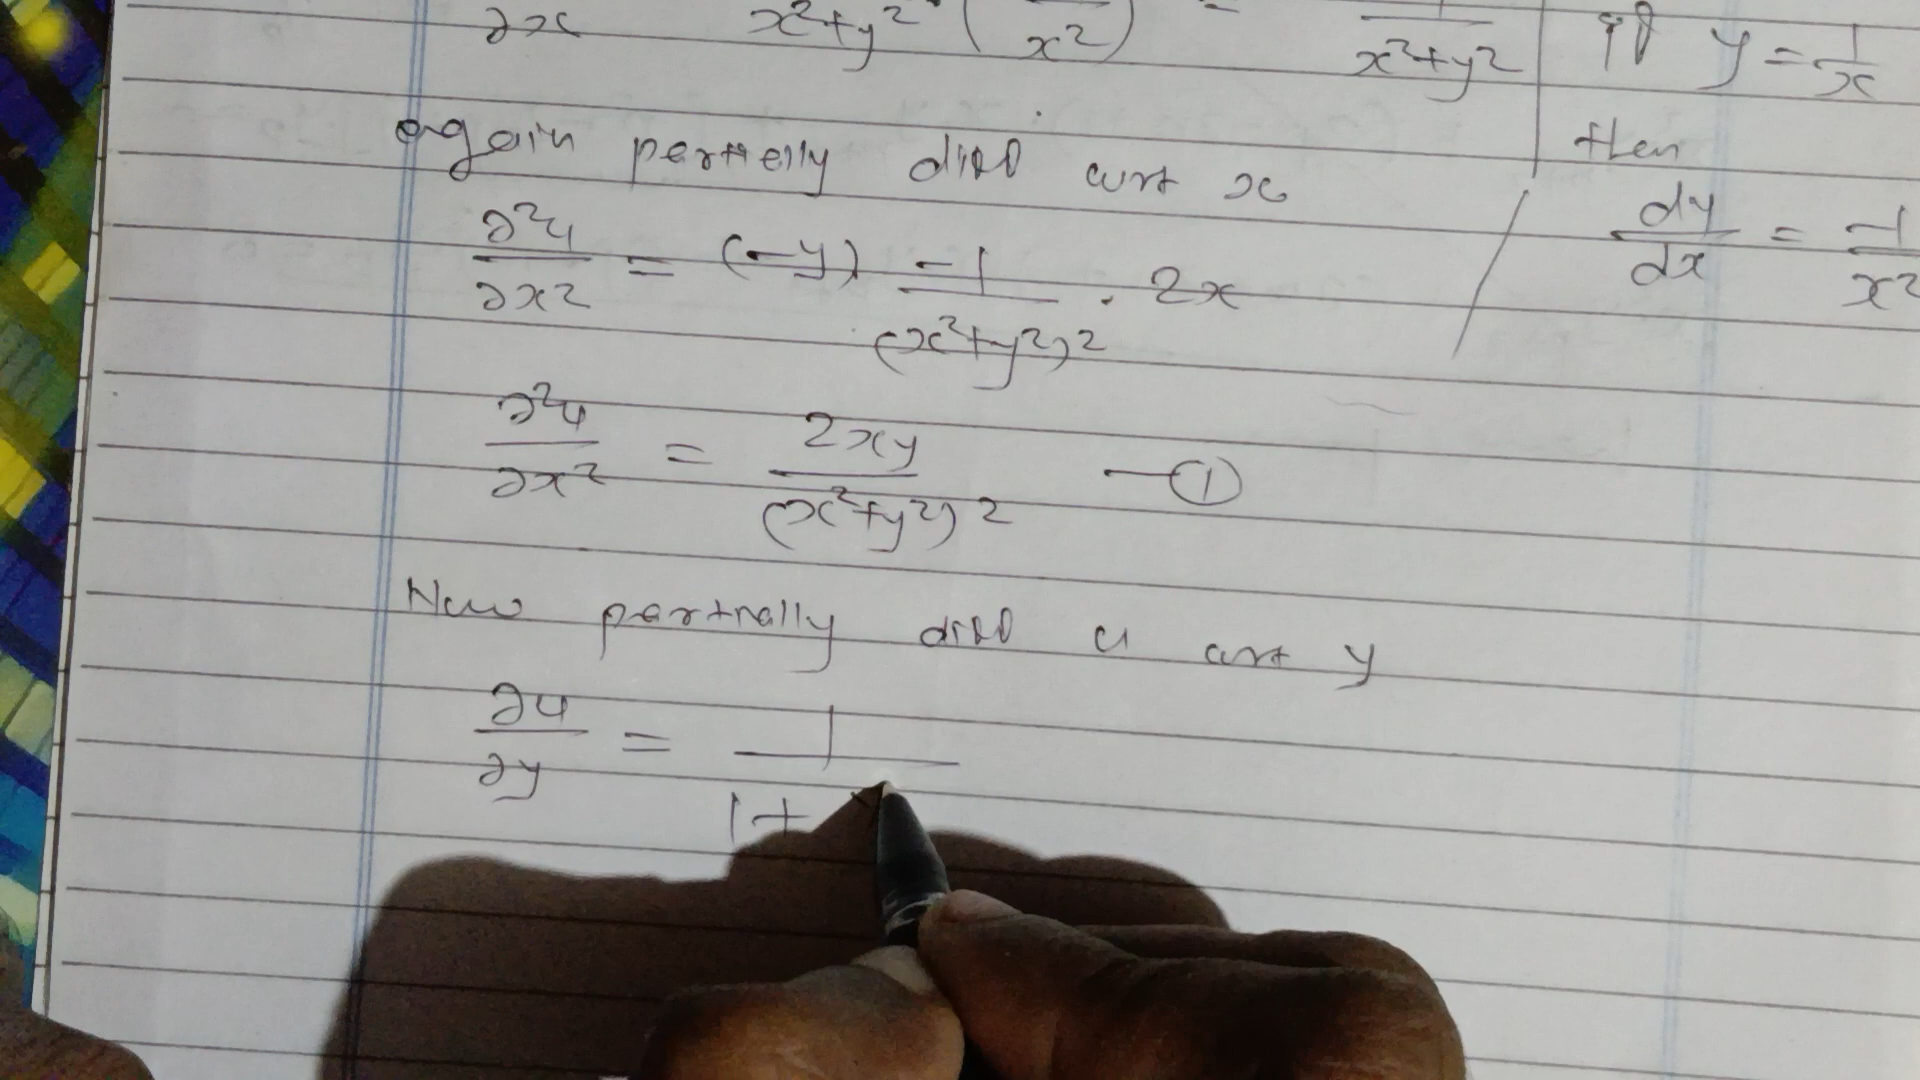 ∂x x²+y² ( x² ) = x²+y²
if y = 1/x
again partially diff wrt x
then
∂²u/∂x² = (-y) -1/(x²+y²)² · 2x
dy/dx = -1/x²
∂²u/∂x² = 2xy/(x²+y²)² —①
Now partially diff u wrt y
∂u/∂y = 1/1+